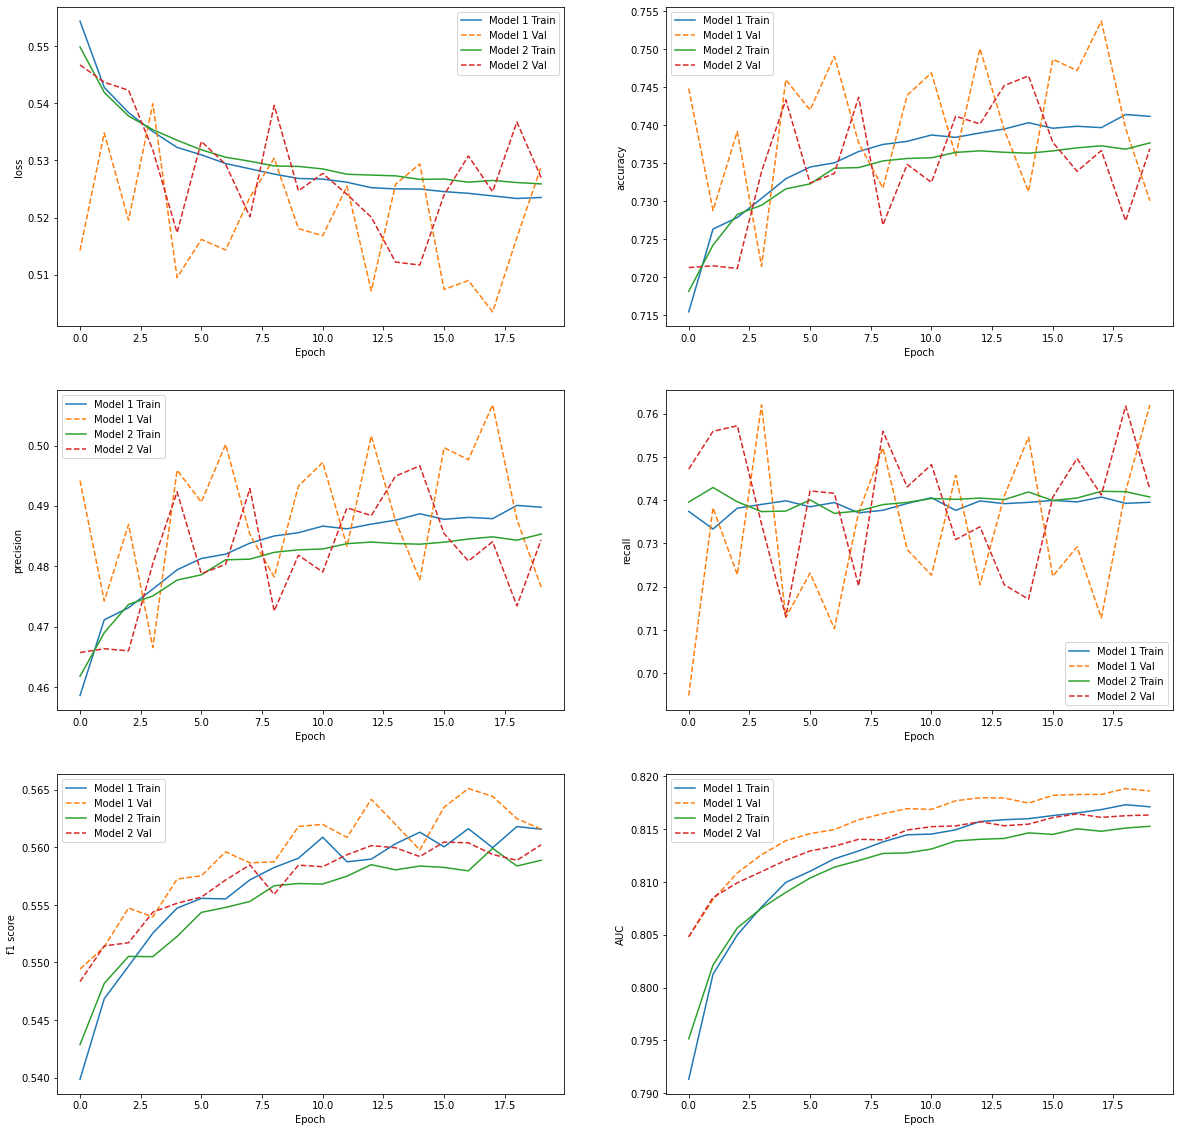 0.55
0.54
0.53
0.52
0.51
loss
0.0 2.5 5.0 7.5 10.0 12.5 15.0 17.5
Epoch
Model 1 Train
Model 1 Val
Model 2 Train
Model 2 Val
0.755
0.750
0.745
0.740
0.735
0.730
0.725
0.720
0.715
accuracy
0.0 2.5 5.0 7.5 10.0 12.5 15.0 17.5
Epoch
Model 1 Train
Model 1 Val
Model 2 Train
Model 2 Val
0.50
0.49
0.48
0.47
0.46
precision
0.0 2.5 5.0 7.5 10.0 12.5 15.0 17.5
Epoch
Model 1 Train
Model 1 Val
Model 2 Train
Model 2 Val
0.76
0.75
0.74
0.73
0.72
0.71
0.70
recall
0.0 2.5 5.0 7.5 10.0 12.5 15.0 17.5
Epoch
Model 1 Train
Model 1 Val
Model 2 Train
Model 2 Val
0.565
0.560
0.555
0.550
0.545
0.540
f1 score
0.0 2.5 5.0 7.5 10.0 12.5 15.0 17.5
Epoch
Model 1 Train
Model 1 Val
Model 2 Train
Model 2 Val
0.820
0.815
0.810
0.805
0.800
0.795
0.790
AUC
0.0 2.5 5.0 7.5 10.0 12.5 15.0 17.5
Epoch
Model 1 Train
Model 1 Val
Model 2 Train
Model 2 Val